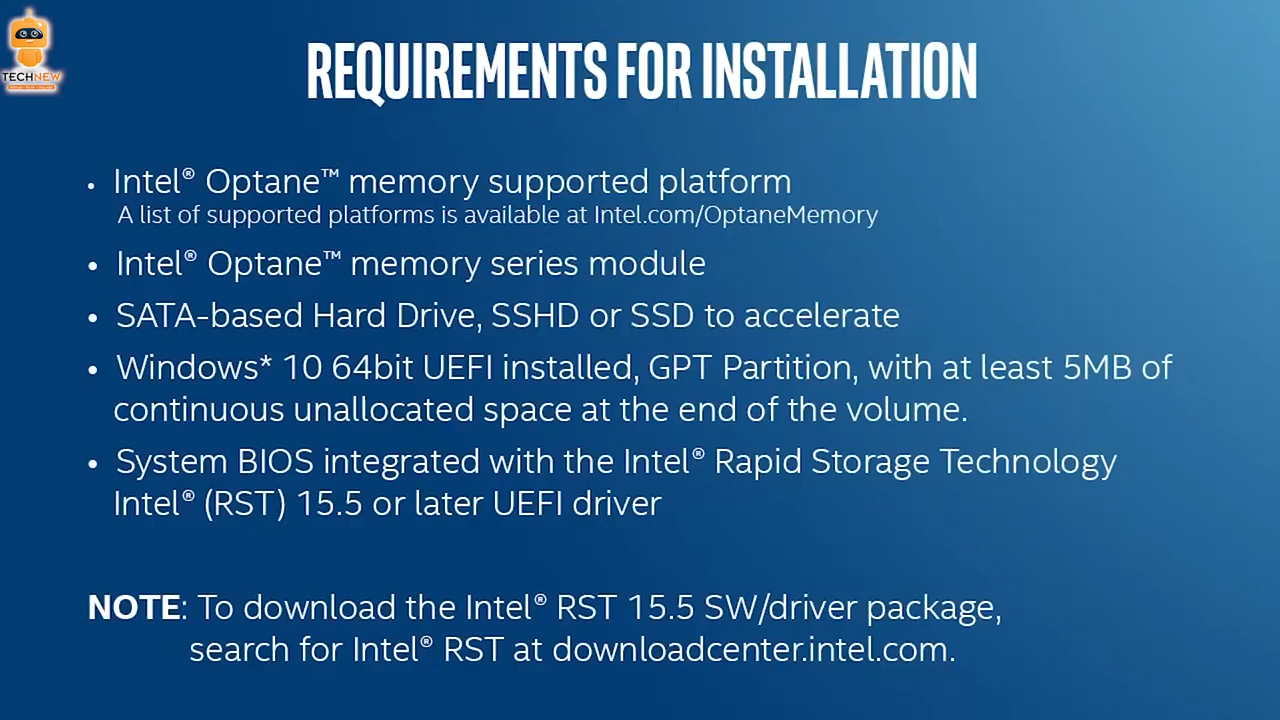 TECHNEW
REQUIREMENTS FOR INSTALLATION
• Intel® Optane™ memory supported platform
A list of supported platforms is available at Intel.com/OptaneMemory
• Intel® Optane™ memory series module
• SATA-based Hard Drive, SSHD or SSD to accelerate
• Windows* 10 64bit UEFI installed, GPT Partition, with at least 5MB of
continuous unallocated space at the end of the volume.
• System BIOS integrated with the Intel® Rapid Storage Technology
Intel® (RST) 15.5 or later UEFI driver
NOTE: To download the Intel® RST 15.5 SW/driver package,
search for Intel® RST at downloadcenter.intel.com.